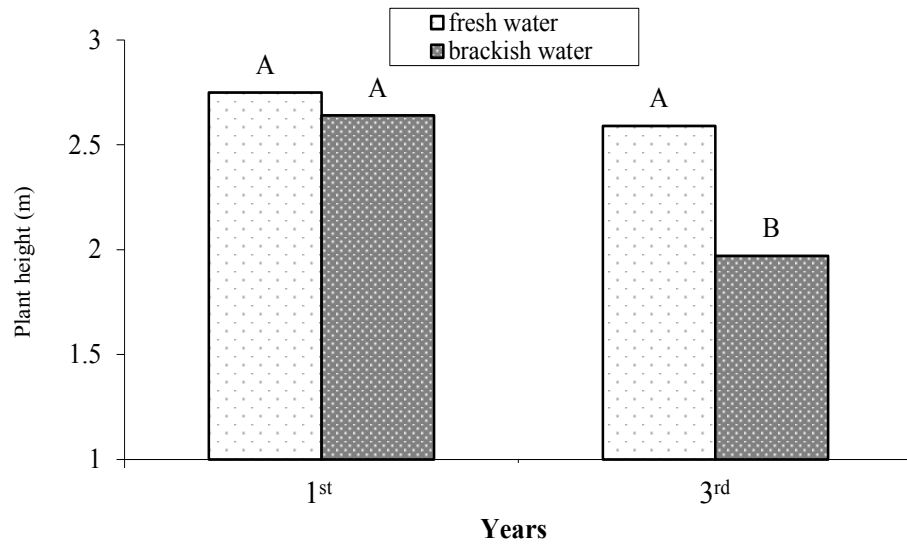 fresh water
brackish water
3
2.5
2
1.5
1
Plant height (m)
A
A
A
B
1st
3rd
Years